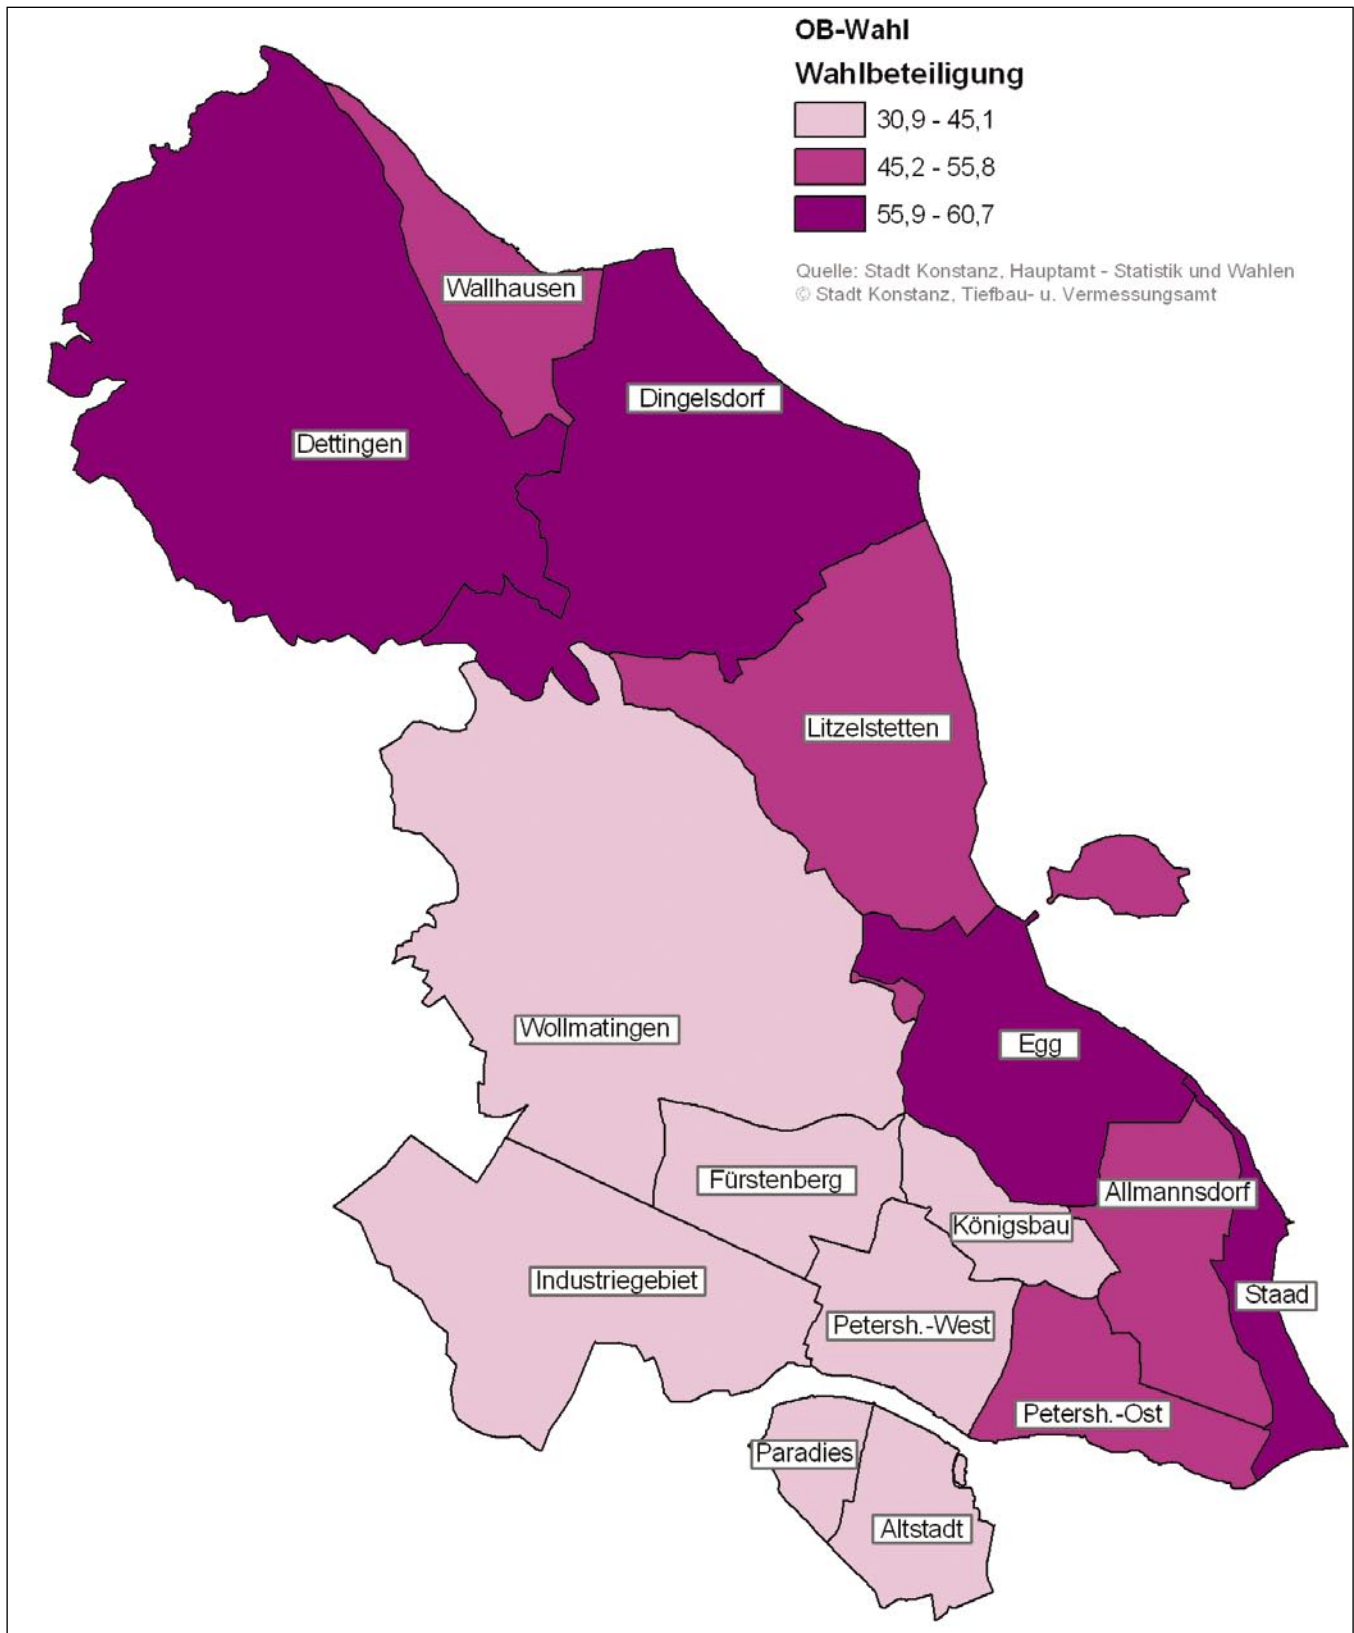 OB-Wahl
Wahlbeteiligung
30,9 - 45,1
45,2 - 55,8
55,9 - 60,7
Quelle: Stadt Konstanz, Hauptamt - Statistik und Wahlen
© Stadt Konstanz, Tiefbau- u. Vermessungsamt
Wallhausen
Dingelsdorf
Dettingen
Litzelstetten
Wollmatingen
Egg
Fürstenberg
Allmannsdorf
Königsbau
Industriegebiet
Staad
Petersh.-West
Petersh.-Ost
Paradies
Altstadt